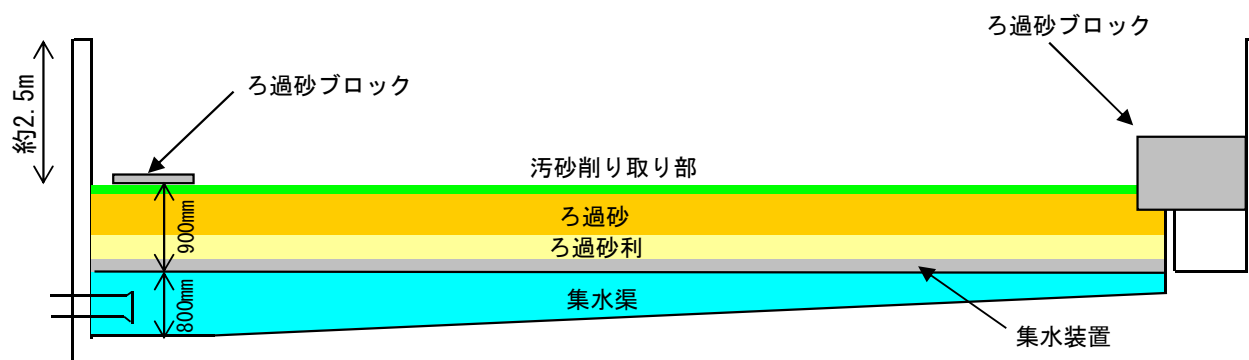 ろ過砂ブロック
約2.5m
ろ過砂ブロック
汚砂削り取り部
ろ過砂
900mm
ろ過砂利
800mm
集水渠
集水装置